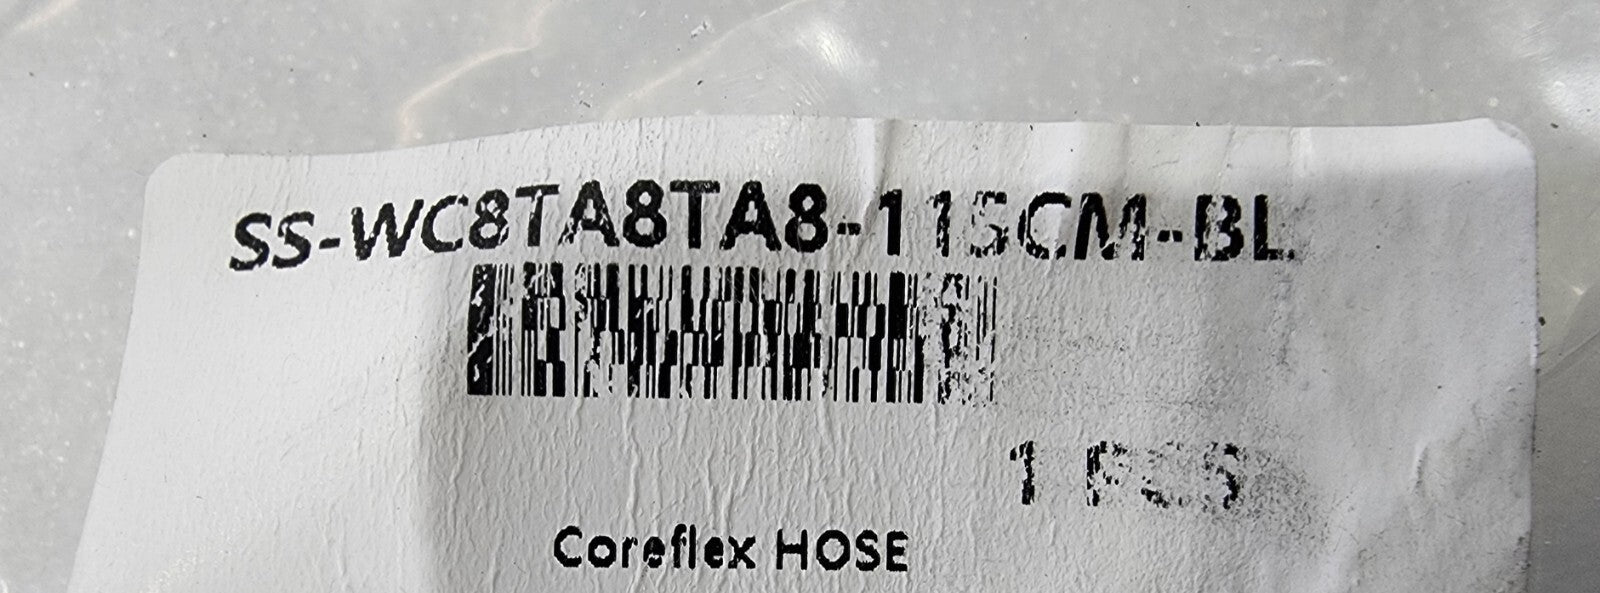 SS-WC8TA8TA8-115CM-BL
1 PCS
Coreflex HOSE